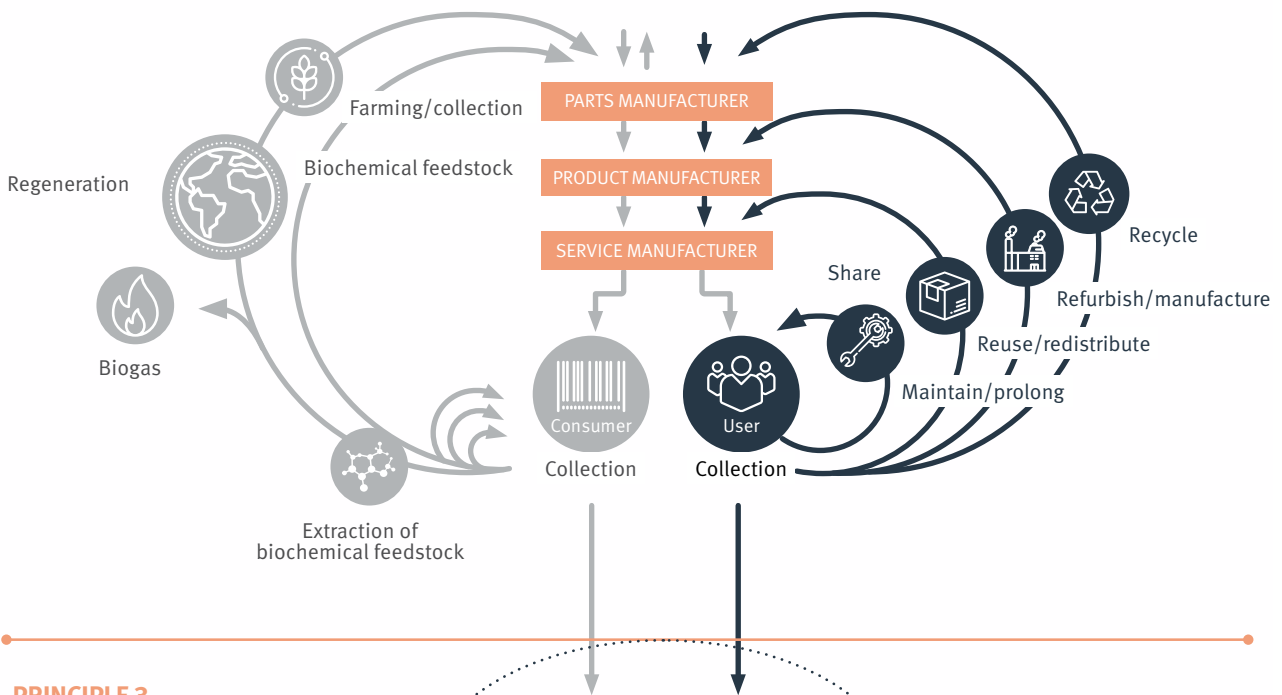 PARTS MANUFACTURER
Farming/collection
Biochemical feedstock
PRODUCT MANUFACTURER
Regeneration
Recycle
SERVICE MANUFACTURER
Share
Refurbish/manufacture
Reuse/redistribute
Biogas
Maintain/prolong
Consumer
User
Collection
Collection
Extraction of
biochemical feedstock